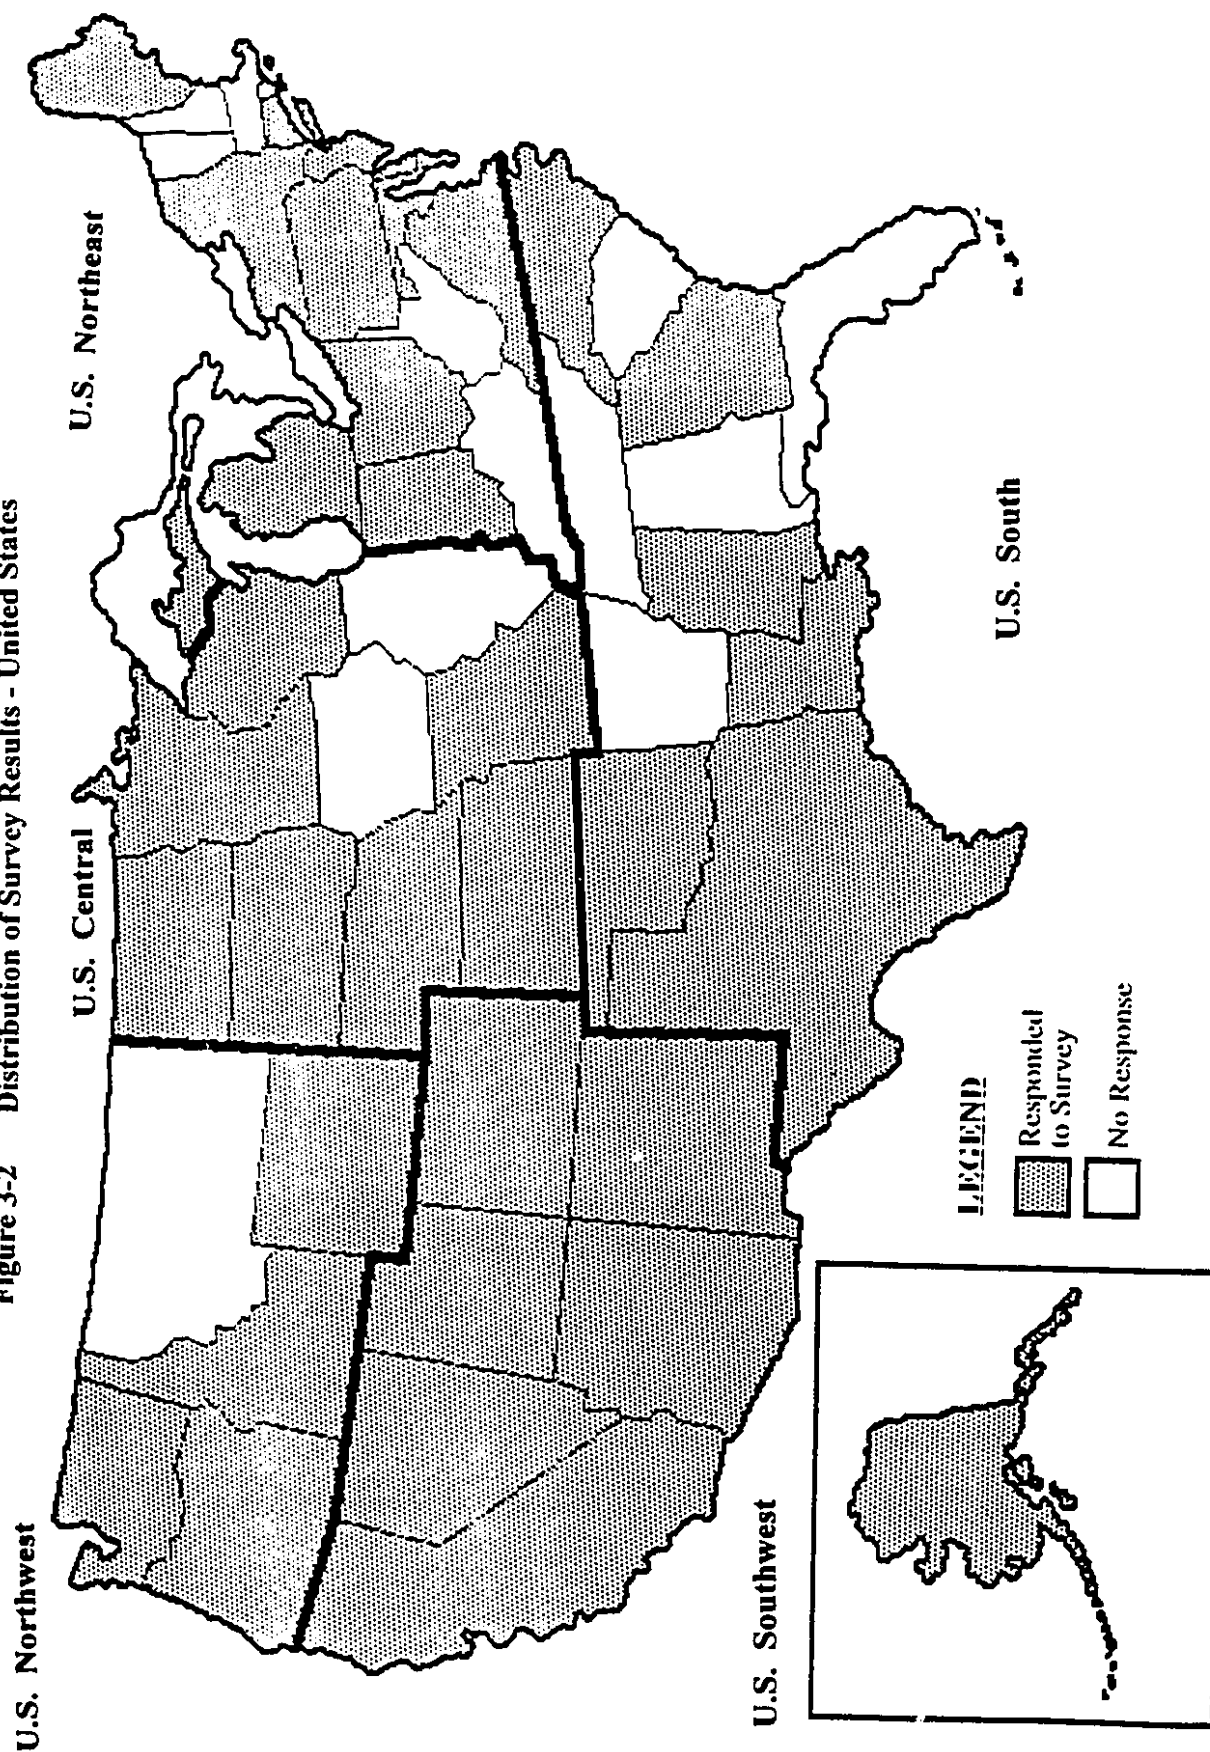 Figure 3-2 Distribution of Survey Results - United States
U.S. Northwest
U.S. Central
U.S. Northeast
U.S. Southwest
U.S. South
LEGEND
Responded
to Survey
No Response